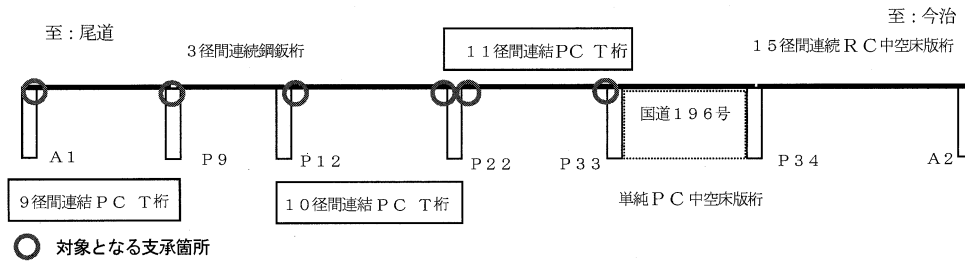 至：尾道
至：今治
３径間連続鋼鈑桁
１１径間連結ＰＣ Ｔ桁
１５径間連続ＲＣ中空床版桁
国道１９６号
Ａ１
Ｐ９
Ｐ１２
Ｐ２２
Ｐ３３
Ｐ３４
Ａ２
９径間連結ＰＣ Ｔ桁
１０径間連結ＰＣ Ｔ桁
単純ＰＣ中空床版桁
対象となる支承箇所